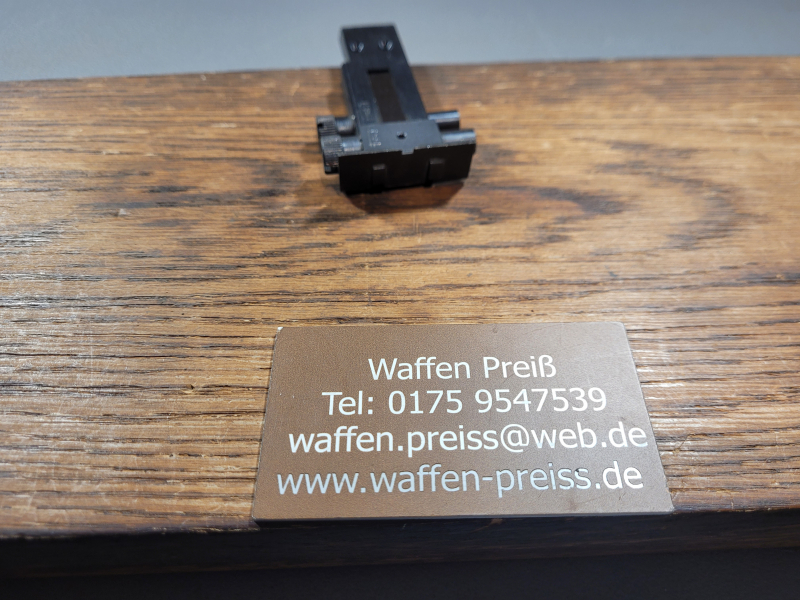 Waffen Preiß
Tel: 0175 9547539
waffen.preiss@web.de
www.waffen-preiss.de